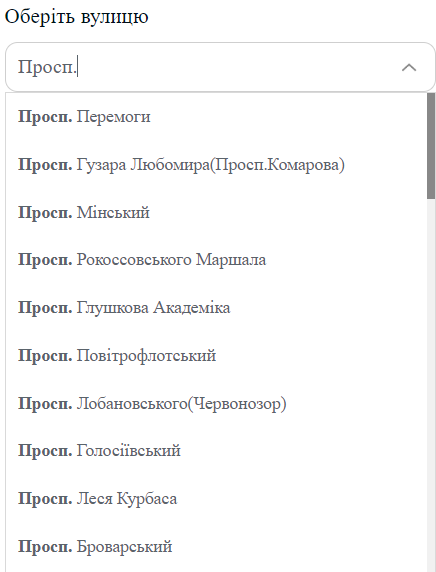 Оберіть вулицю
Просп.
Просп. Перемоги
Просп. Гузара Любомира(Просп.Комарова)
Просп. Мінський
Просп. Рокоссовського Маршала
Просп. Глушкова Академіка
Просп. Повітрофлотський
Просп. Лобановського(Червонозор)
Просп. Голосіївський
Просп. Леся Курбаса
Просп. Броварський